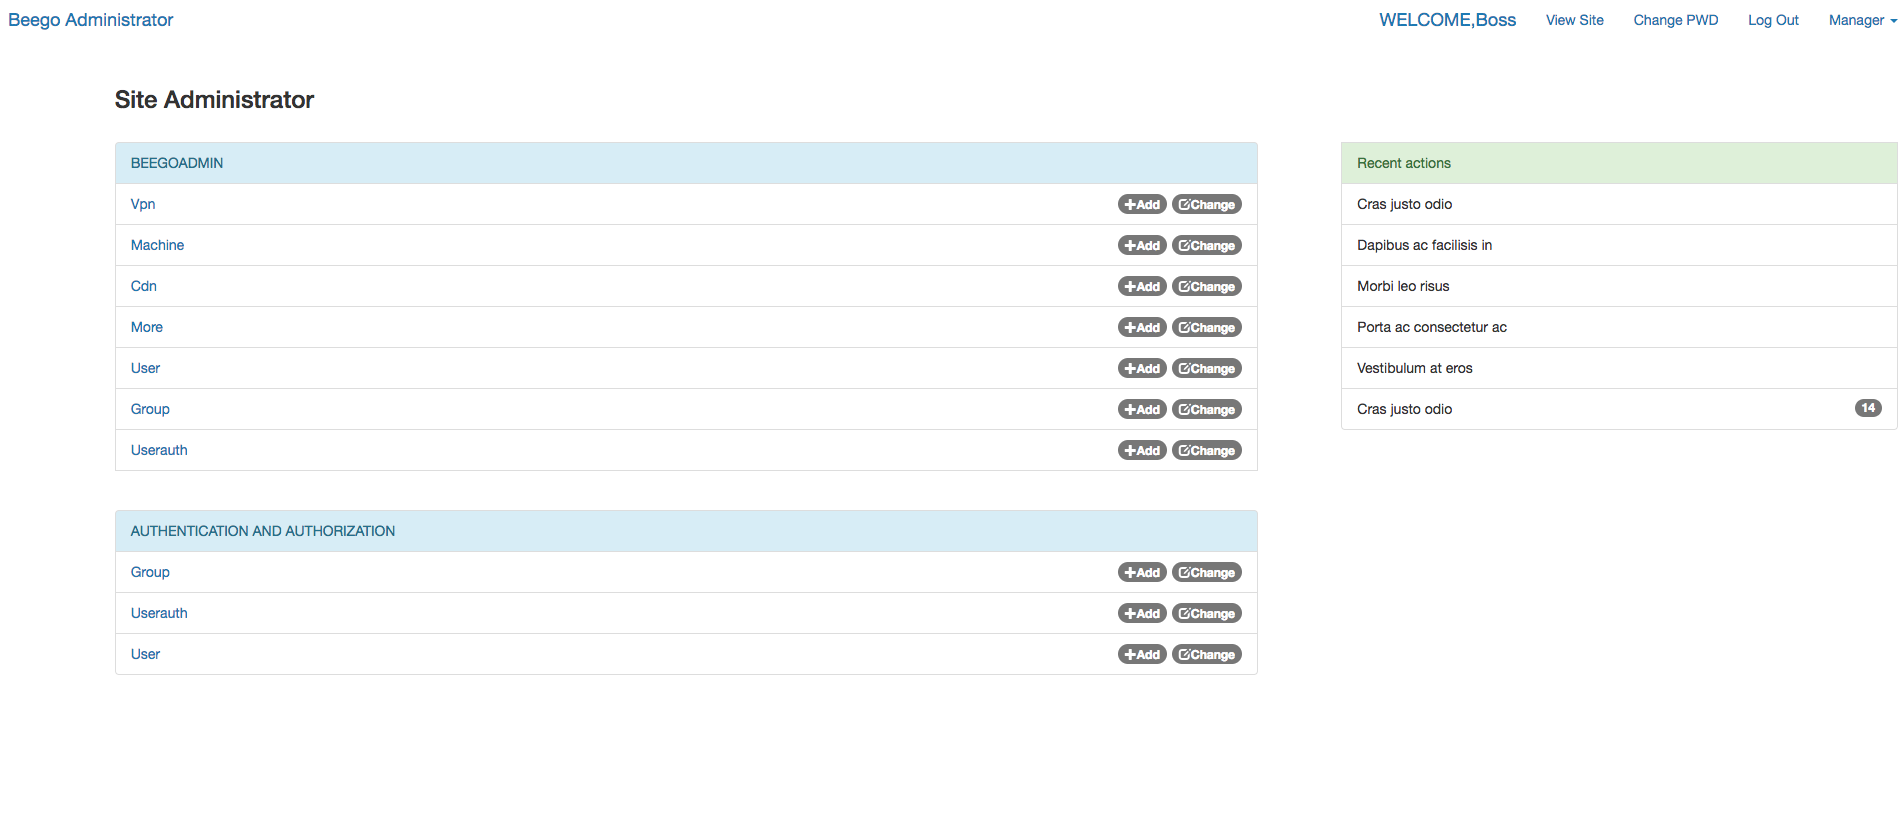 Beego Administrator WELCOME,Boss View Site Change PWD Log Out Manager
Site Administrator
BEEGOADMIN
Vpn Add Change
Machine Add Change
Cdn Add Change
More Add Change
User Add Change
Group Add Change
Userauth Add Change
AUTHENTICATION AND AUTHORIZATION
Group Add Change
Userauth Add Change
User Add Change
Recent actions
Cras justo odio
Dapibus ac facilisis in
Morbi leo risus
Porta ac consectetur ac
Vestibulum at eros
Cras justo odio 14